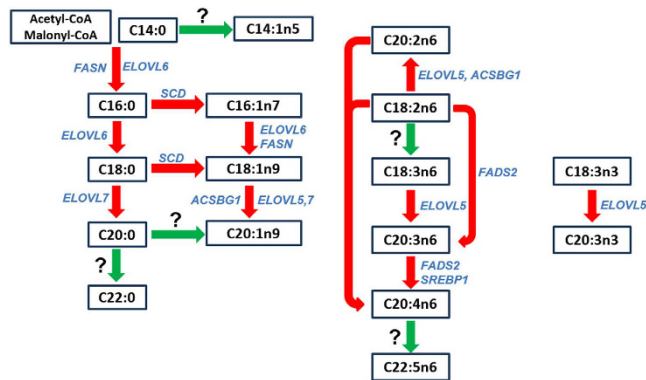 Acetyl-CoA
Malonyl-CoA
C14:0
?
C14:1n5
FASN
ELOVL6
C16:0
SCD
C16:1n7
ELOVL6
ELOVL6
FASN
C18:0
SCD
C18:1n9
ELOVL7
ACSBG1
ELOVL5,7
C20:0
?
C20:1n9
?
C22:0
C20:2n6
ELOVL5, ACSBG1
C18:2n6
?
FADS2
C18:3n6
ELOVL5
C20:3n6
FADS2
SREBP1
C20:4n6
?
C22:5n6
C18:3n3
ELOVL5
C20:3n3